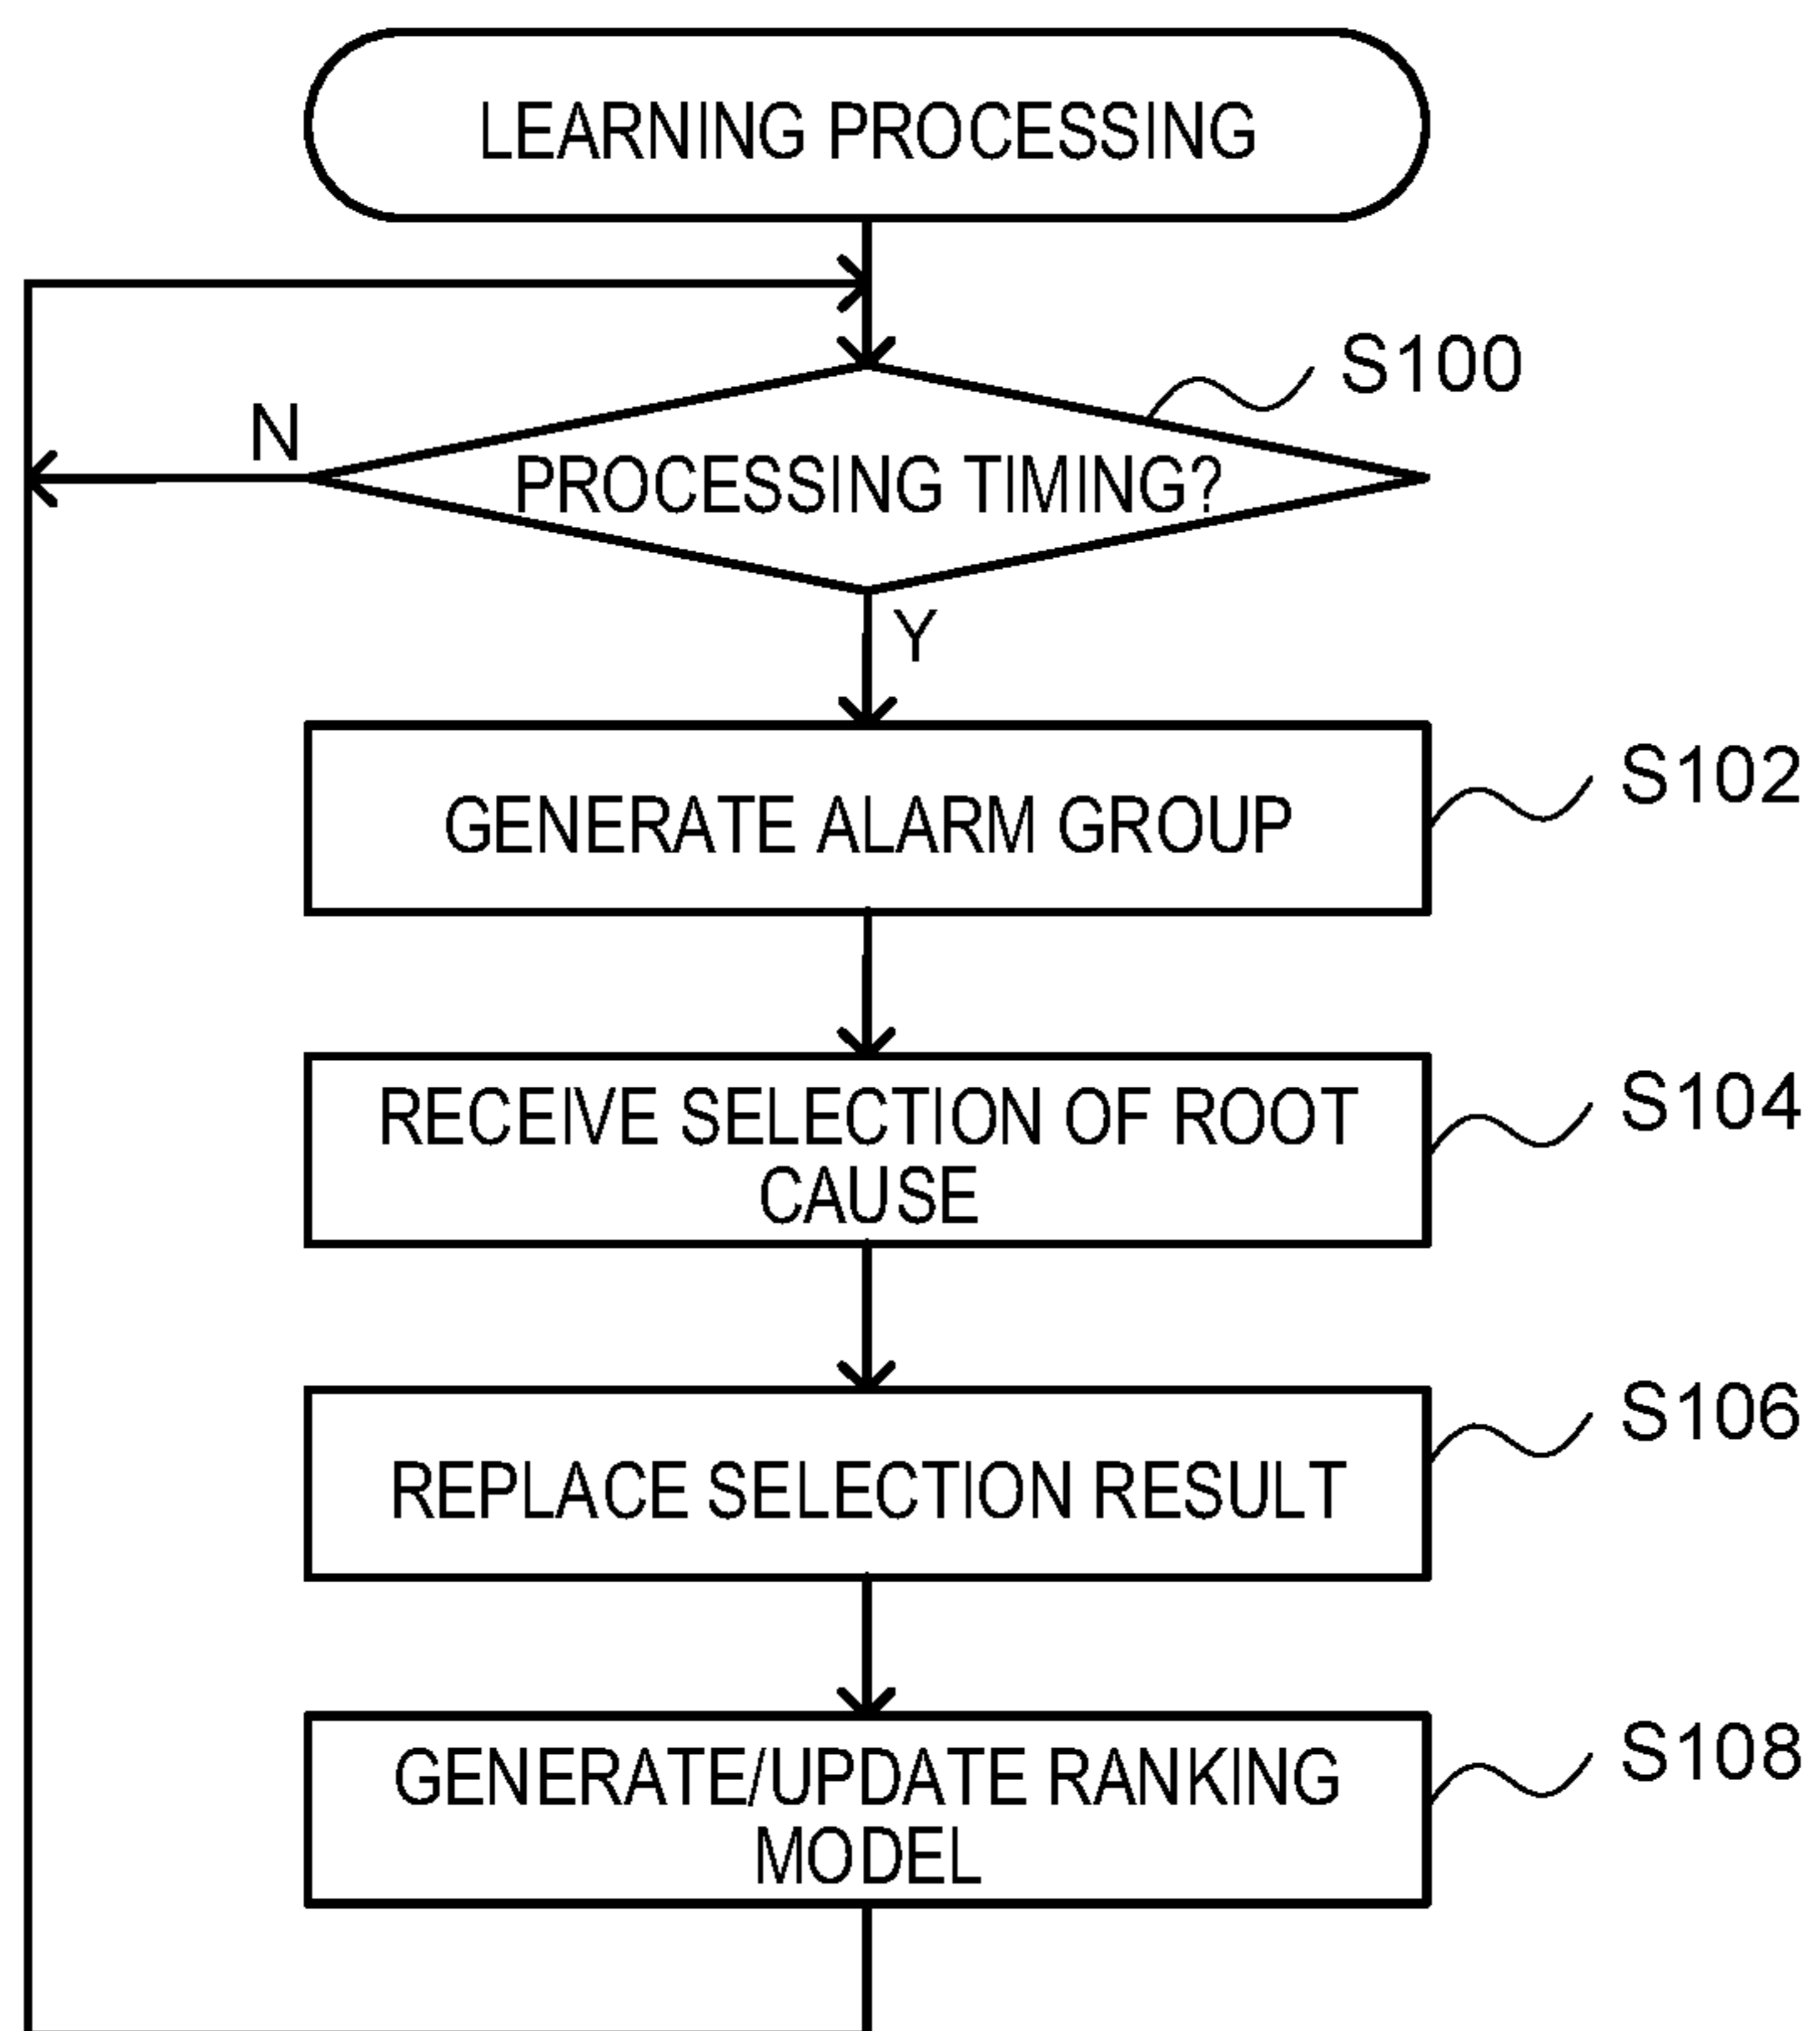 LEARNING PROCESSING
S100
N
PROCESSING TIMING?
Y
S102
GENERATE ALARM GROUP
S104
RECEIVE SELECTION OF ROOT
CAUSE
S106
REPLACE SELECTION RESULT
S108
GENERATE/UPDATE RANKING
MODEL